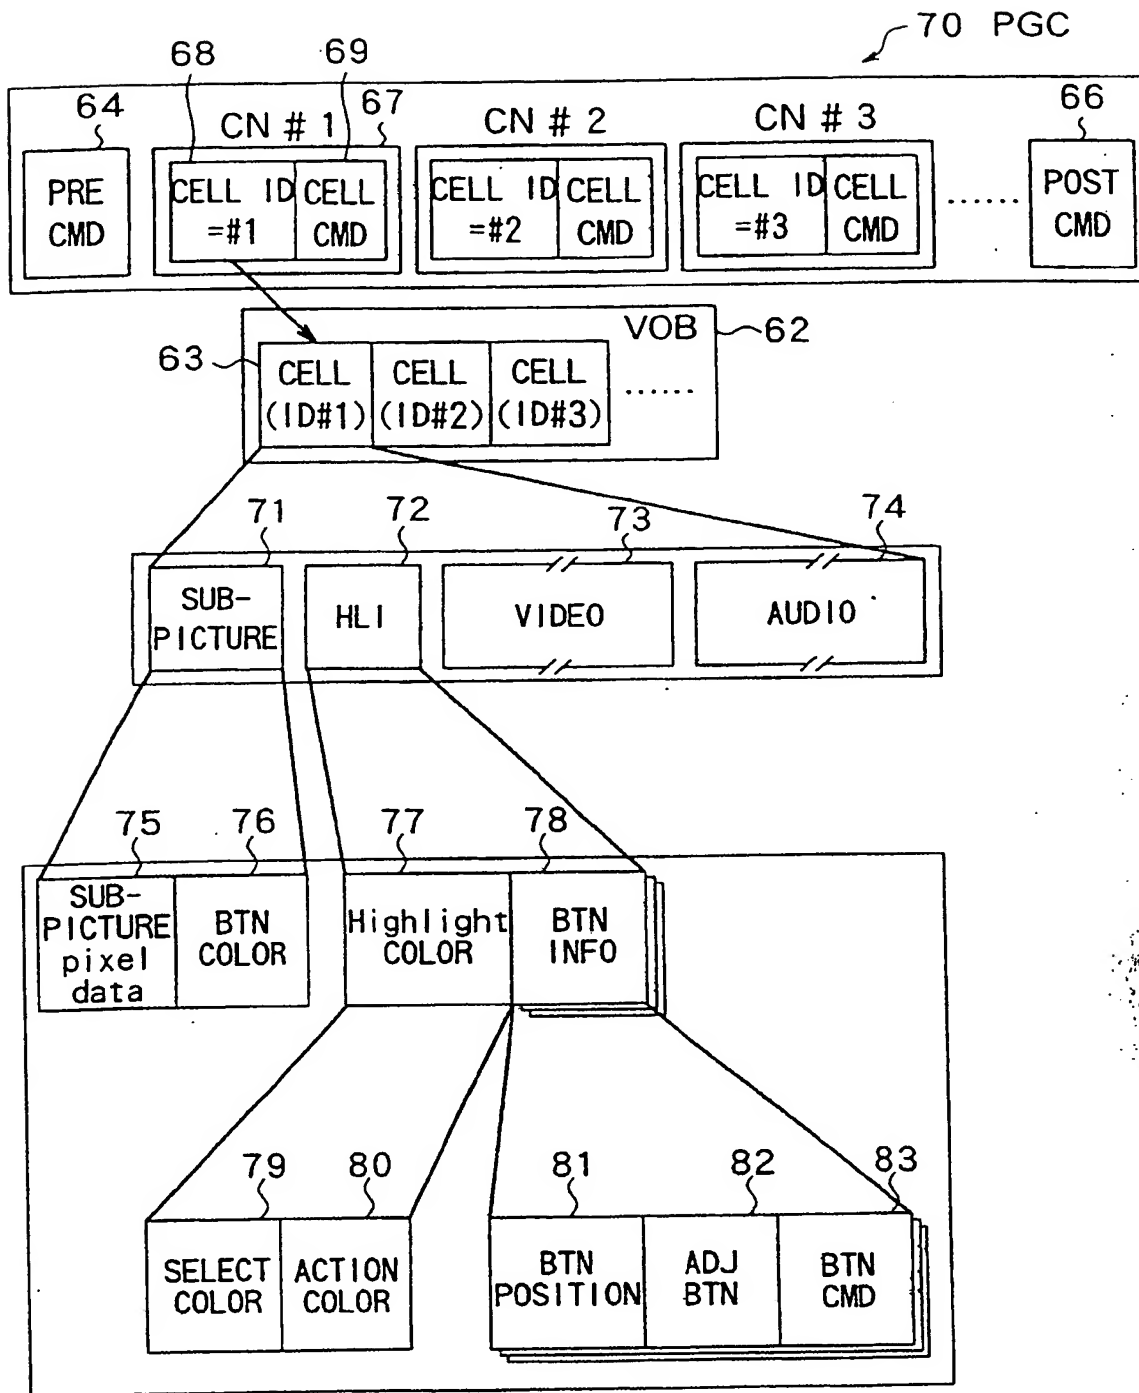 70 PGC
68
69
64
CN # 1
67
CN # 2
CN # 3
66
PRE
CMD
CELL ID
=#1
CELL
CMD
CELL ID
=#2
CELL
CMD
CELL ID
=#3
CELL
CMD
......
POST
CMD
VOB
62
63
CELL
(ID#1)
CELL
(ID#2)
CELL
(ID#3)
......
71
72
73
74
SUB-
PICTURE
HLI
VIDEO
AUDIO
75
76
77
78
SUB-
PICTURE
pixel
data
BTN
COLOR
Highlight
COLOR
BTN
INFO
79
80
81
82
83
SELECT
COLOR
ACTION
COLOR
BTN
POSITION
ADJ
BTN
BTN
CMD